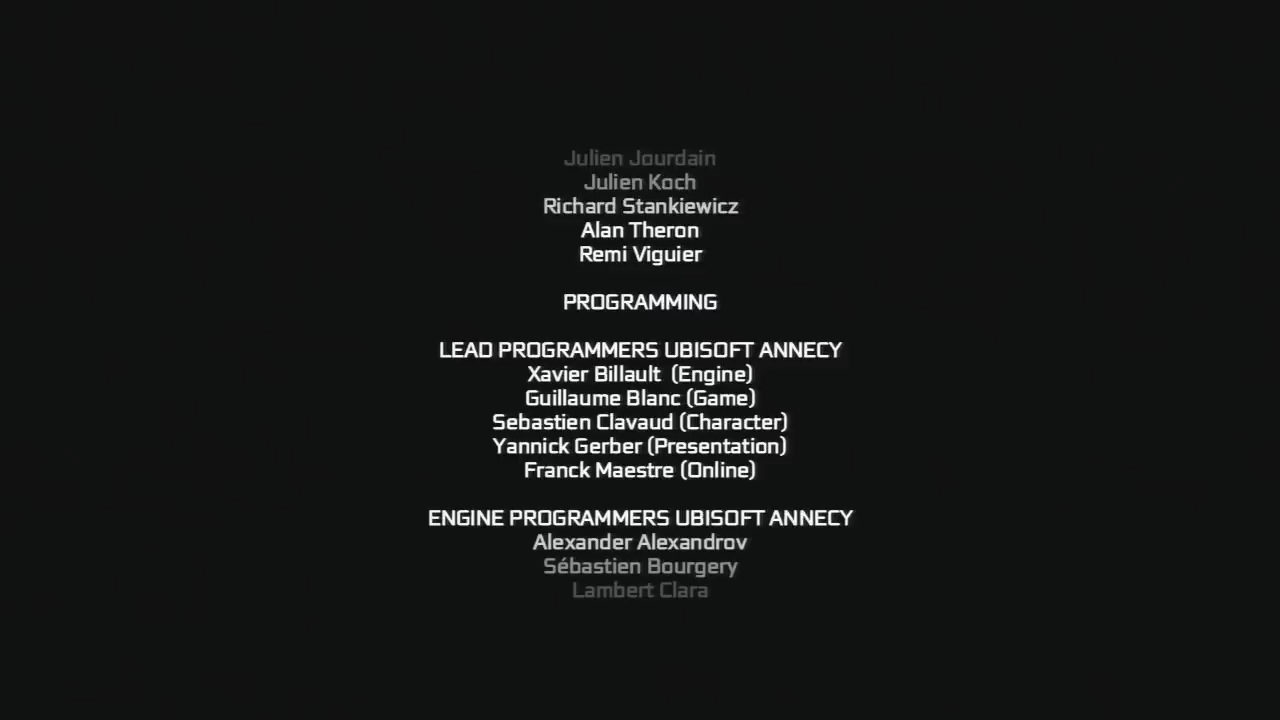 Julien Jourdain
Julien Koch
Richard Stankiewicz
Alan Theron
Remi Viguier
PROGRAMMING
LEAD PROGRAMMERS UBISOFT ANNECY
Xavier Billault  (Engine)
Guillaume Blanc (Game)
Sebastien Clavaud (Character)
Yannick Gerber (Presentation)
Franck Maestre (Online)
ENGINE PROGRAMMERS UBISOFT ANNECY
Alexander Alexandrov
Sébastien Bourgery
Lambert Clara